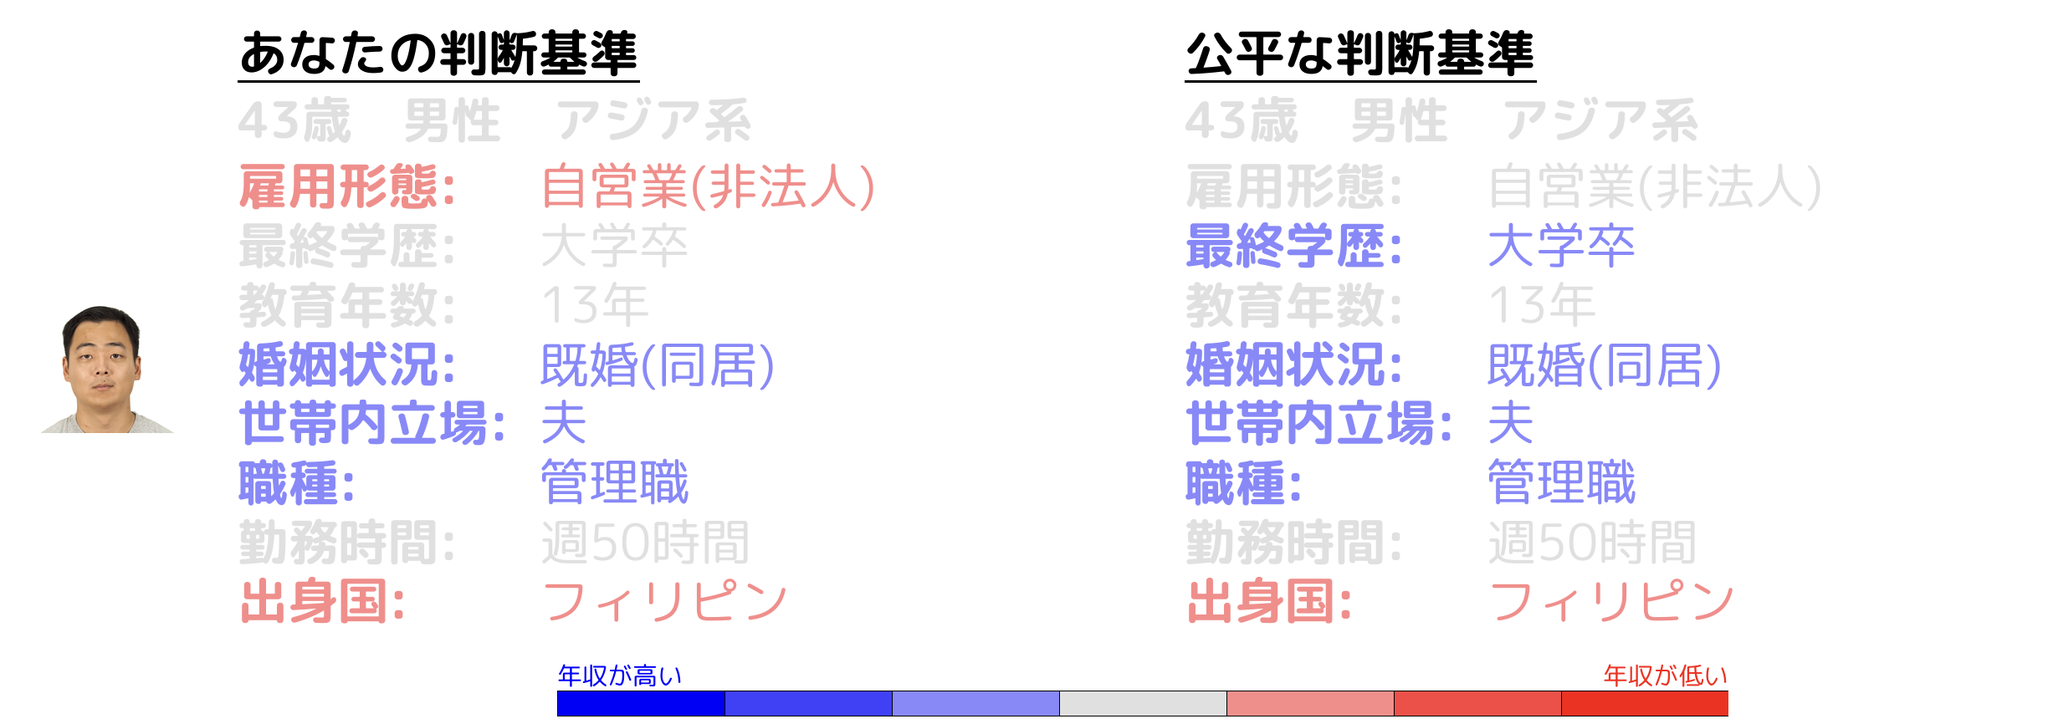 あなたの判断基準
43歳 男性 アジア系
雇用形態: 自営業(非法人)
最終学歴: 大学卒
教育年数: 13年
婚姻状況: 既婚(同居)
世帯内立場: 夫
職種: 管理職
勤務時間: 週50時間
出身国: フィリピン
公平な判断基準
43歳 男性 アジア系
雇用形態: 自営業(非法人)
最終学歴: 大学卒
教育年数: 13年
婚姻状況: 既婚(同居)
世帯内立場: 夫
職種: 管理職
勤務時間: 週50時間
出身国: フィリピン
年収が高い
年収が低い